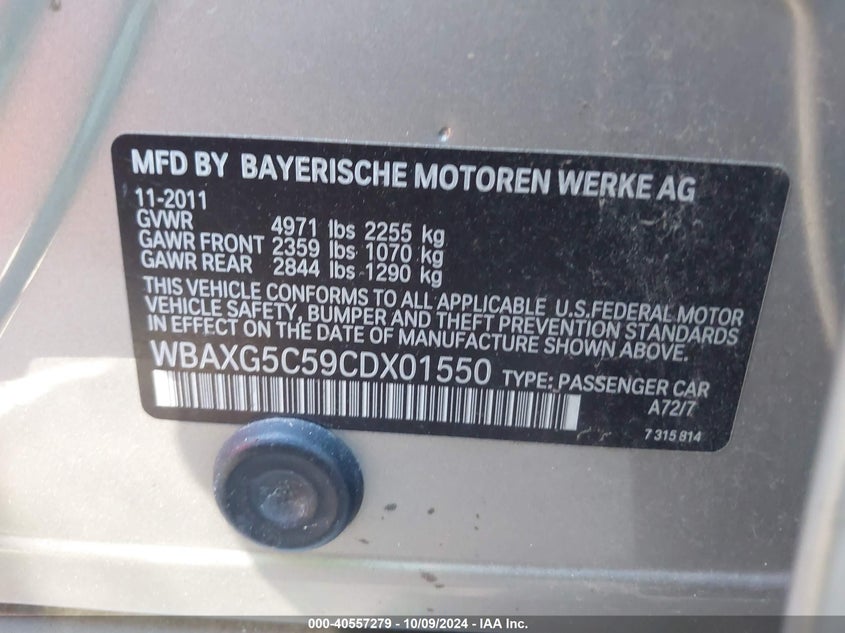 MFD BY BAYERISCHE MOTOREN WERKE AG
11-2011
GVWR 4971 lbs 2255 kg
GAWR FRONT 2359 lbs 1070 kg
GAWR REAR 2844 lbs 1290 kg
THIS VEHICLE CONFORMS TO ALL APPLICABLE U.S.FEDERAL MOTOR
VEHICLE SAFETY, BUMPER AND THEFT PREVENTION STANDARDS
IN EFFECT ON THE DATE OF MANUFACTURE SHOWN ABOVE.
WBAXG5C59CDX01550 TYPE: PASSENGER CAR
A72/7
7 315 814
000-40557279 - 10/09/2024 - IAA Inc.